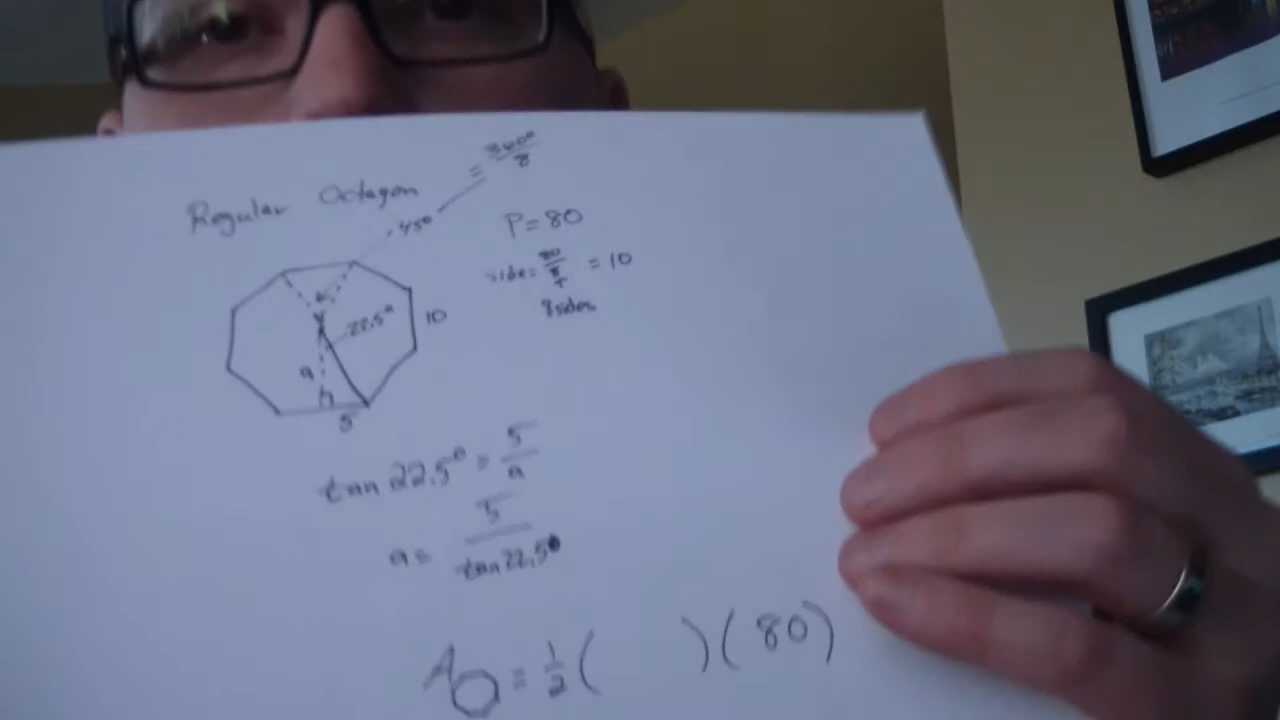 = 360°/8
Regular Octagon
45°
P = 80
side = 80/8 = 10
8 sides
22.5°
10
a
5
tan 22.5° = 5/a
a = 5/tan 22.5°
A = 1/2 ( ) (80)